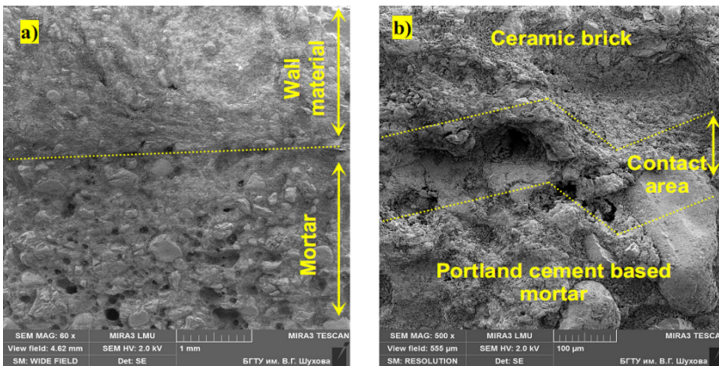 a)
Wall
material
Mortar
SEM MAG: 60 x
MIRA3 LMU
MIRA3 TESCAN
View field: 4.62 mm
SEM HV: 2.0 kV
1 mm
SM: WIDE FIELD
Det: SE
БГТУ им. В.Г. Шухова
b)
Ceramic brick
Contact
area
Portland cement based
mortar
SEM MAG: 500 x
MIRA3 LMU
MIRA3 TESCAN
View field: 555 µm
SEM HV: 2.0 kV
100 µm
SM: RESOLUTION
Det: SE
БГТУ им. В.Г. Шухова